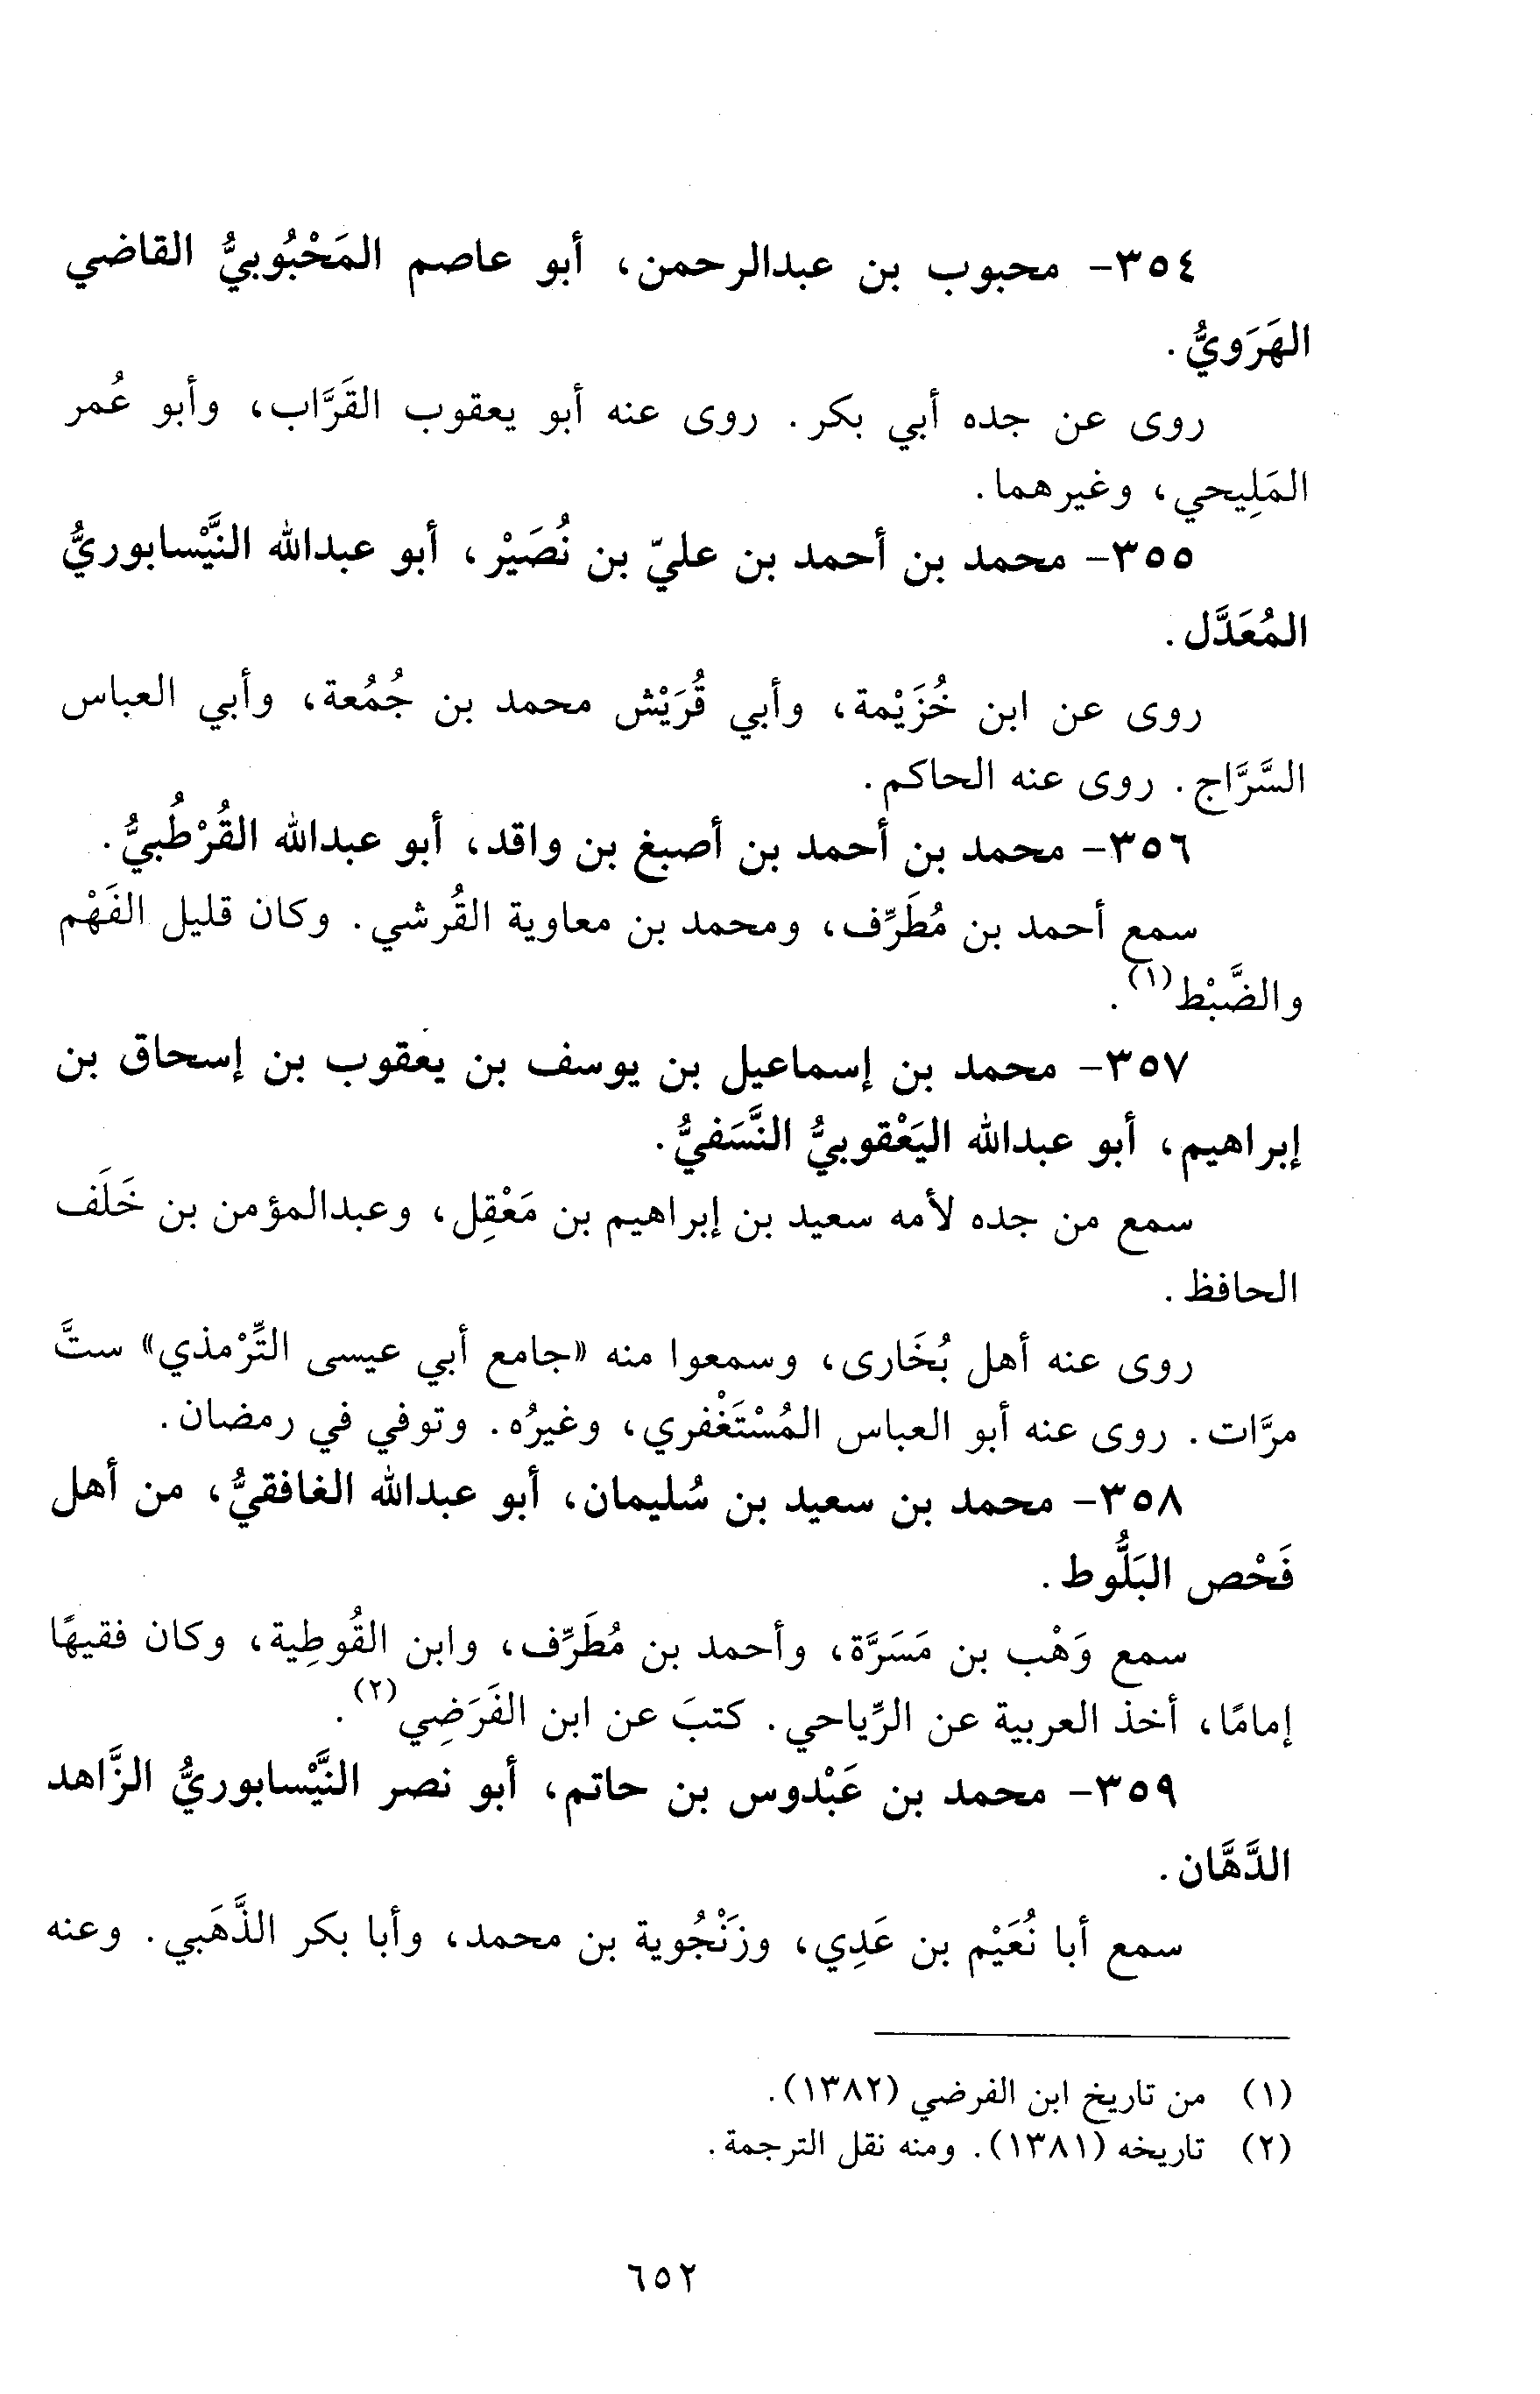 ٣٥٤- محبوب بن عبدالرحمن، أبو عاصم المَحْبُوبيُّ القاضي
الهَرَويُّ.
روى عن جده أبي بكر. روى عنه أبو يعقوب القَرَّاب، وأبو عُمر
المَلِيحي، وغيرهما.
٣٥٥- محمد بن أحمد بن عليّ بن نُصَيْر، أبو عبدالله النَّيْسابوريُّ
المُعَدَّل.
روى عن ابن خُزَيْمة، وأبي قُرَيْش محمد بن جُمُعة، وأبي العباس
السَّرَّاج. روى عنه الحاكم.
٣٥٦- محمد بن أحمد بن أصبغ بن واقد، أبو عبدالله القُرْطُبيُّ.
سمع أحمد بن مُطَرِّف، ومحمد بن معاوية القُرشي. وكان قليل الفَهْم
والضَّبْط(١).
٣٥٧- محمد بن إسماعيل بن يوسف بن يعقوب بن إسحاق بن
إبراهيم، أبو عبدالله اليَعْقوبيُّ النَّسَفيُّ.
سمع من جده لأمه سعيد بن إبراهيم بن مَعْقِل، وعبدالمؤمن بن خَلَف
الحافظ.
روى عنه أهل بُخَارى، وسمعوا منه «جامع أبي عيسى التِّرْمذي» ستَّ
مرَّات. روى عنه أبو العباس المُسْتَغْفري، وغيرُه. وتوفي في رمضان.
٣٥٨- محمد بن سعيد بن سُليمان، أبو عبدالله الغافقيُّ، من أهل
فَحْص البَلُّوط.
سمع وَهْب بن مَسَرَّة، وأحمد بن مُطَرِّف، وابن القُوطِية، وكان فقيهًا
إمامًا، أخذ العربية عن الرِّياحي. كتبَ عن ابن الفَرَضِي(٢).
٣٥٩- محمد بن عَبْدوس بن حاتم، أبو نصر النَّيْسابوريُّ الزَّاهد
الدَّهَّان.
سمع أبا نُعَيْم بن عَدِي، وزَنْجُوية بن محمد، وأبا بكر الذَّهَبي. وعنه
(١) من تاريخ ابن الفرضي (١٣٨٢).
(٢) تاريخه (١٣٨١). ومنه نقل الترجمة.
٦٥٢